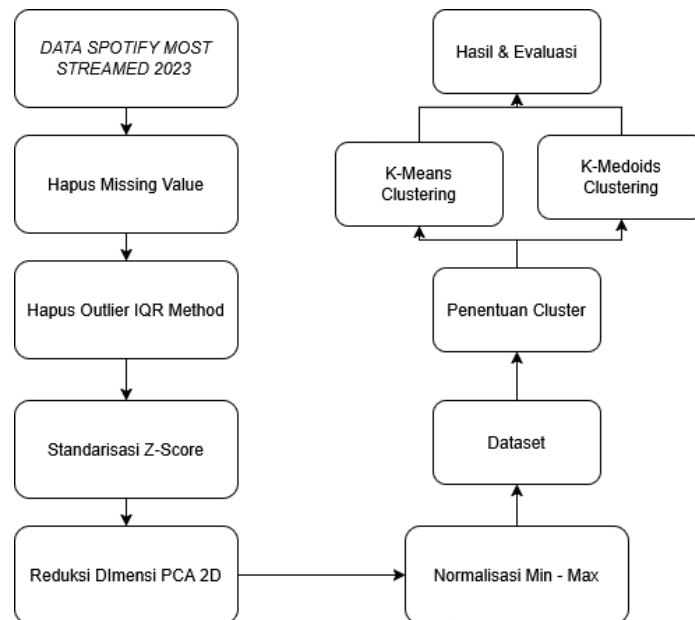 DATA SPOTIFY MOST
STREAMED 2023
Hapus Missing Value
Hapus Outlier IQR Method
Standarisasi Z-Score
Reduksi DImensi PCA 2D
Normalisasi Min - Max
Dataset
Penentuan Cluster
K-Means
Clustering
K-Medoids
Clustering
Hasil & Evaluasi